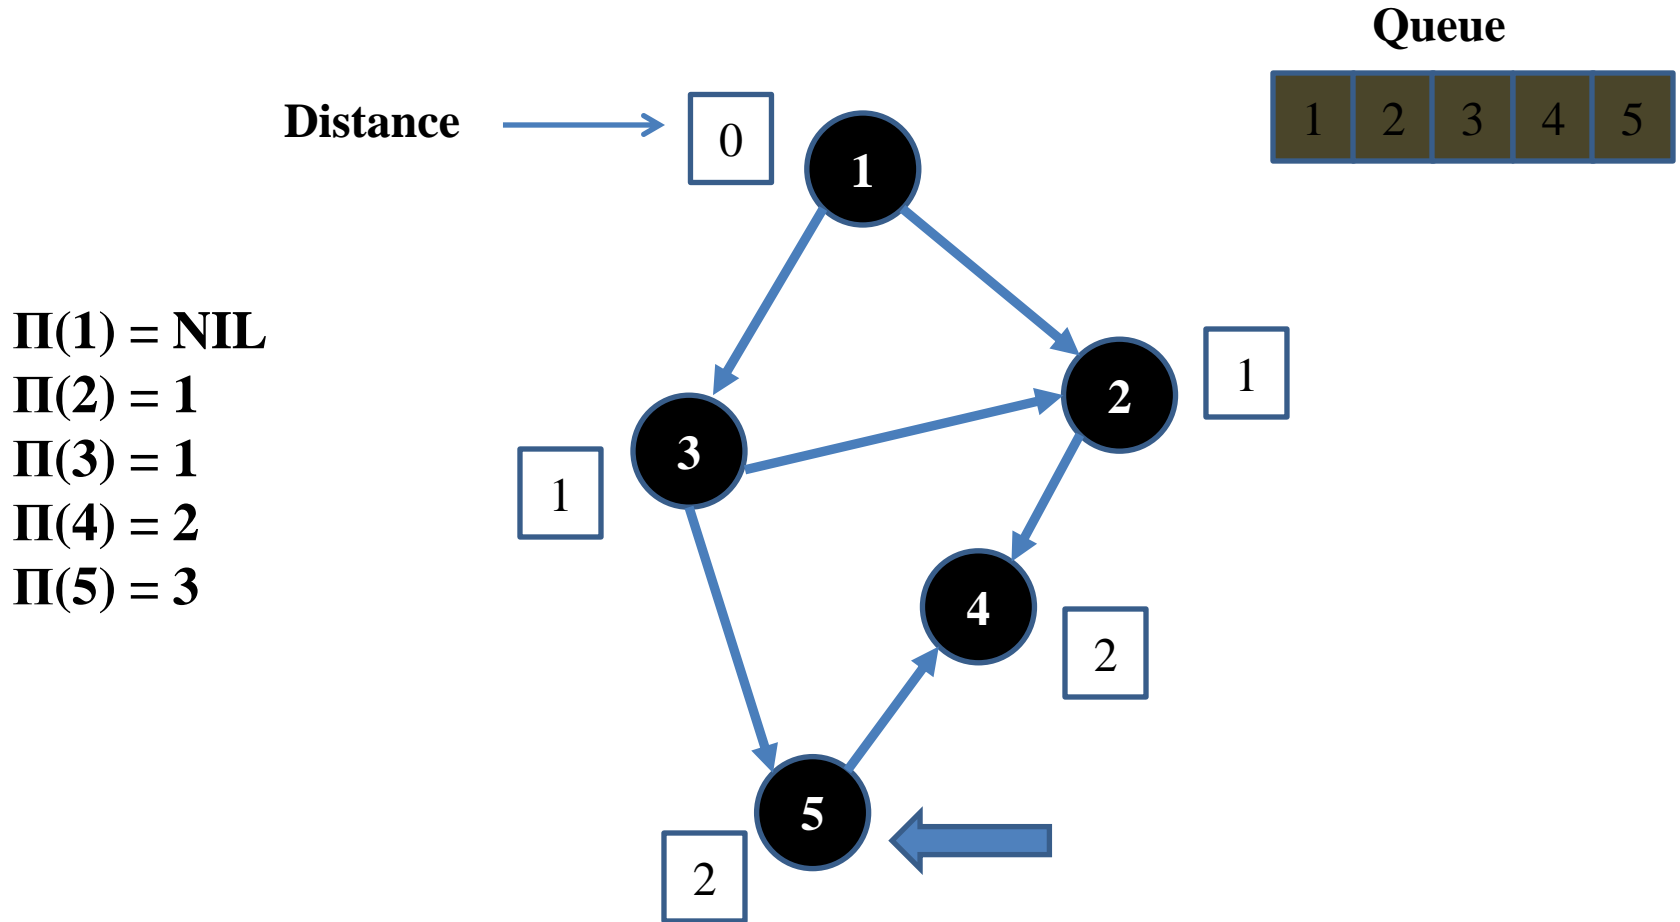 Queue
1 2 3 4 5
Distance
0
1
Π(1) = NIL
Π(2) = 1
Π(3) = 1
Π(4) = 2
Π(5) = 3
2
1
3
1
4
2
5
2